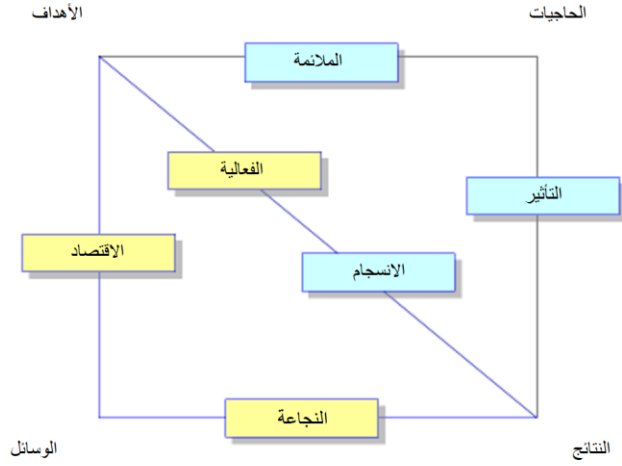 الحاجيات
الأهداف
الملائمة
الفعالية
التأثير
الاقتصاد
الانسجام
النجاعة
النتائج
الوسائل